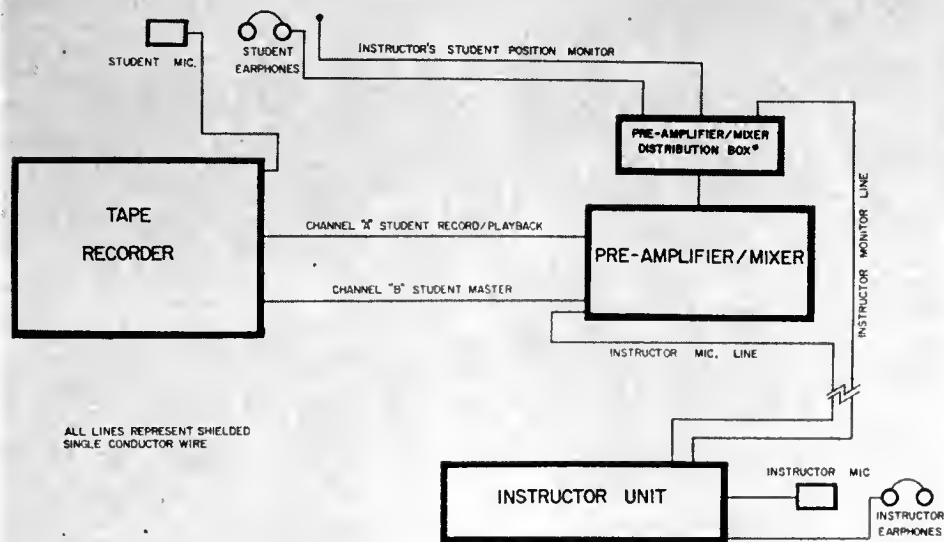 STUDENT MIC.
STUDENT
EARPHONES
INSTRUCTOR'S STUDENT POSITION MONITOR
PRE-AMPLIFIER/MIXER
DISTRIBUTION BOX*
TAPE
RECORDER
CHANNEL "A" STUDENT RECORD/PLAYBACK
PRE-AMPLIFIER/MIXER
CHANNEL "B" STUDENT MASTER
INSTRUCTOR MONITOR LINE
INSTRUCTOR MIC. LINE
ALL LINES REPRESENT SHIELDED
SINGLE CONDUCTOR WIRE
INSTRUCTOR UNIT
INSTRUCTOR MIC
INSTRUCTOR
EARPHONES